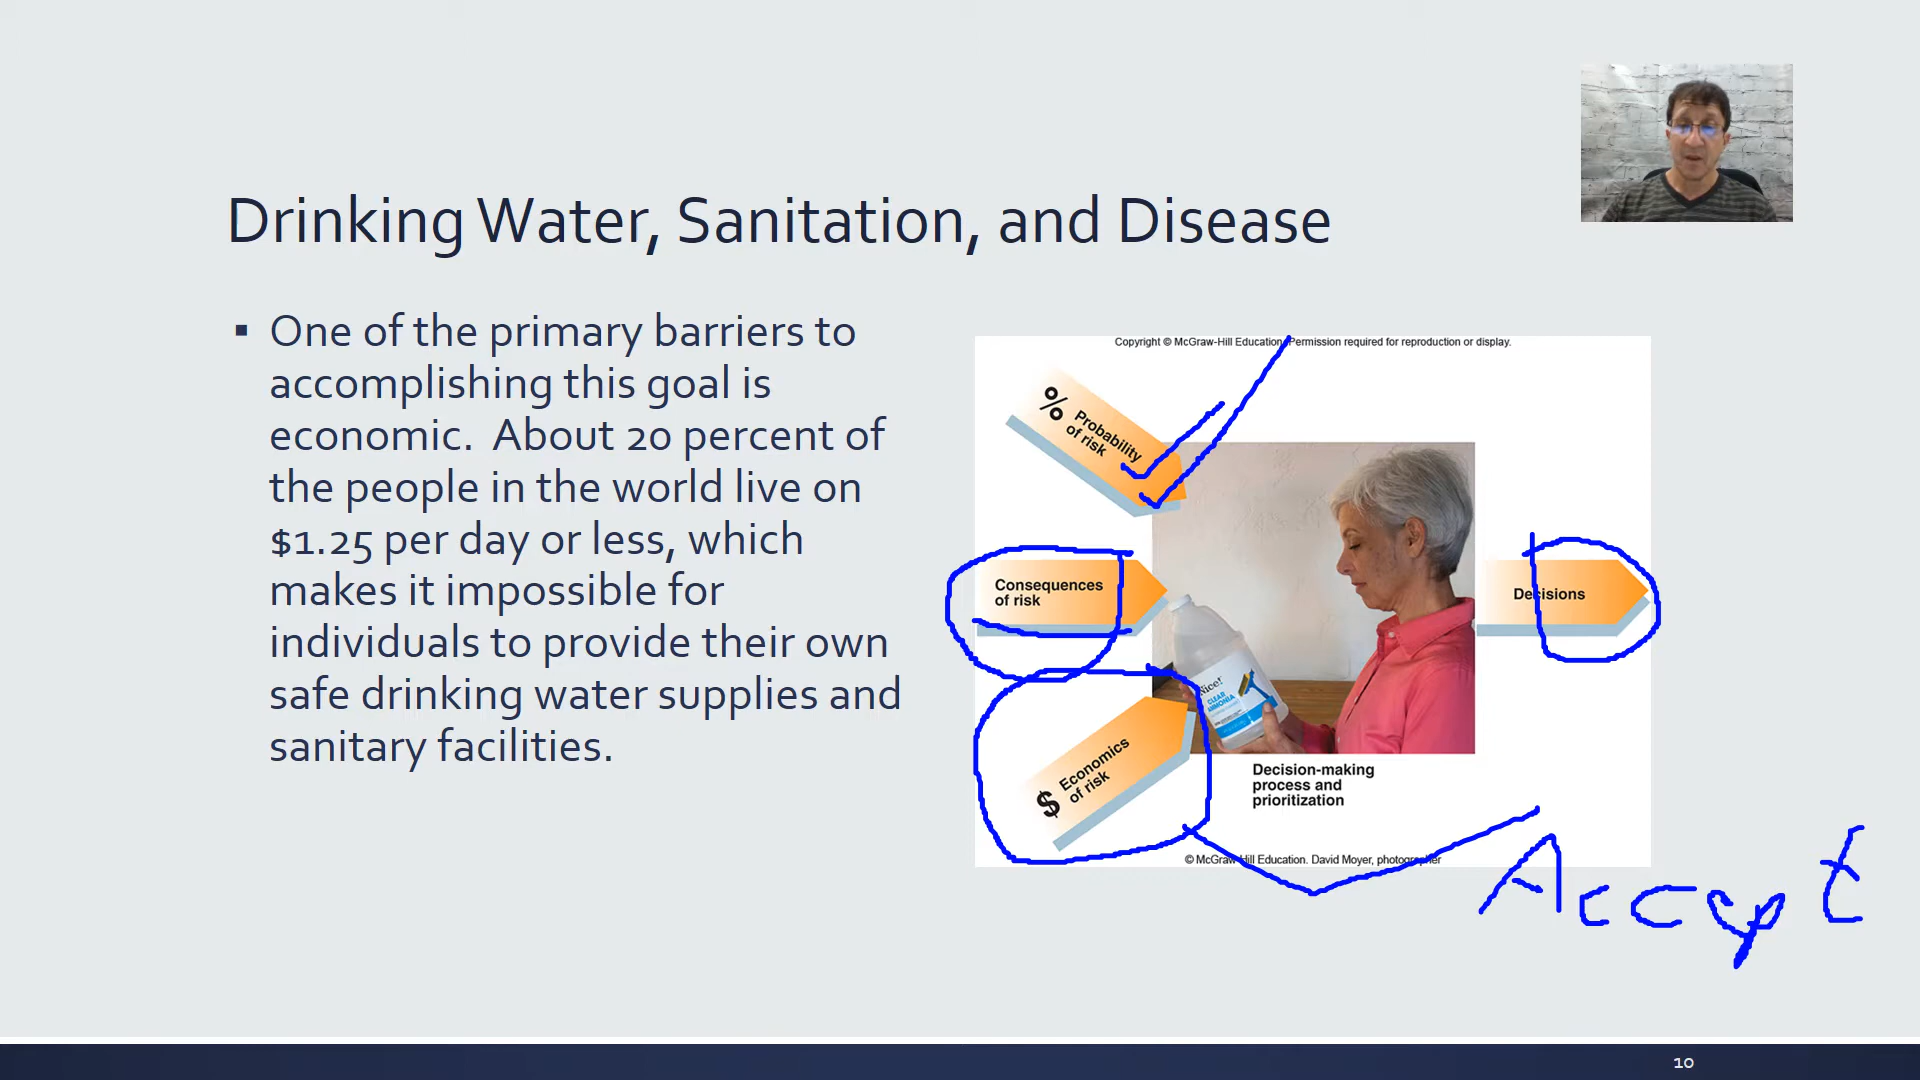 Drinking Water, Sanitation, and Disease
▪ One of the primary barriers to
accomplishing this goal is
economic. About 20 percent of
the people in the world live on
$1.25 per day or less, which
makes it impossible for
individuals to provide their own
safe drinking water supplies and
sanitary facilities.
Copyright © McGraw-Hill Education. Permission required for reproduction or display.
% Probability
of risk
Consequences
of risk
$ Economics
of risk
Nice!
CLEAR
AMMONIA
Decisions
Decision-making
process and
prioritization
© McGraw-Hill Education. David Moyer, photographer
Accept
10